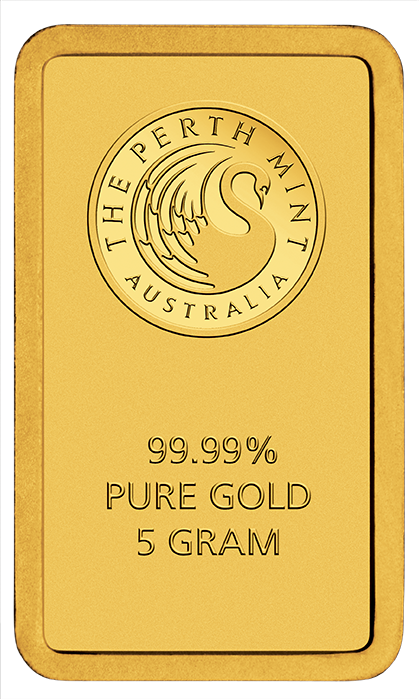 THE PERTH MINT
AUSTRALIA
99.99%
PURE GOLD
5 GRAM